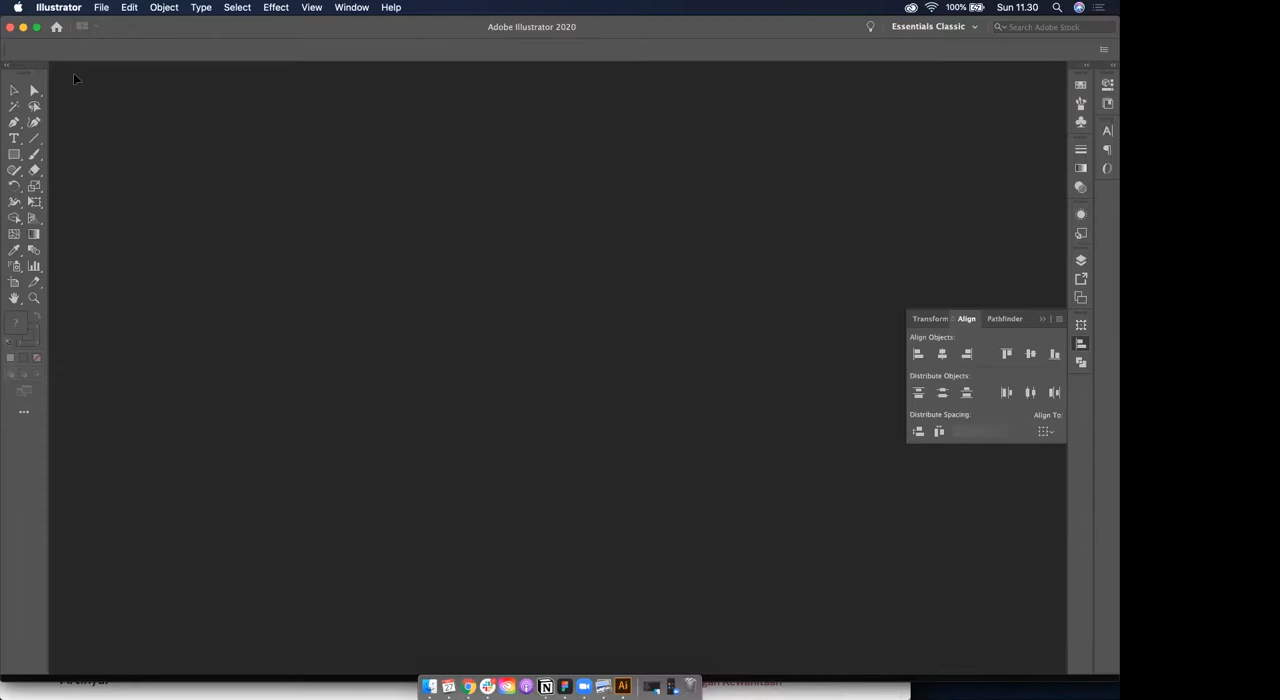 Illustrator File Edit Object Type Select Effect View Window Help 100% Sun 11.30
Adobe Illustrator 2020 Essentials Classic Search Adobe Stock
Transform Align Pathfinder
Align Objects:
Distribute Objects:
Distribute Spacing: Align To: